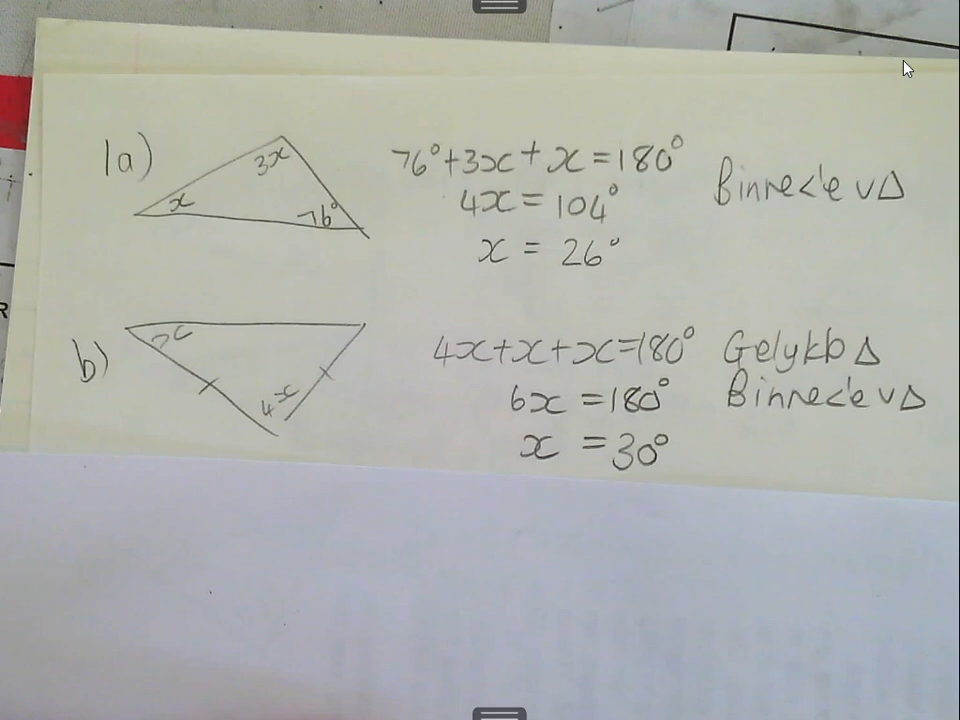 1a)
3x
x
76°
76°+3x+x=180° Binne<'e v△
4x = 104°
x = 26°
b)
x
4x
4x+x+x=180° Gelykb △
6x = 180° Binne<'e v△
x = 30°
R